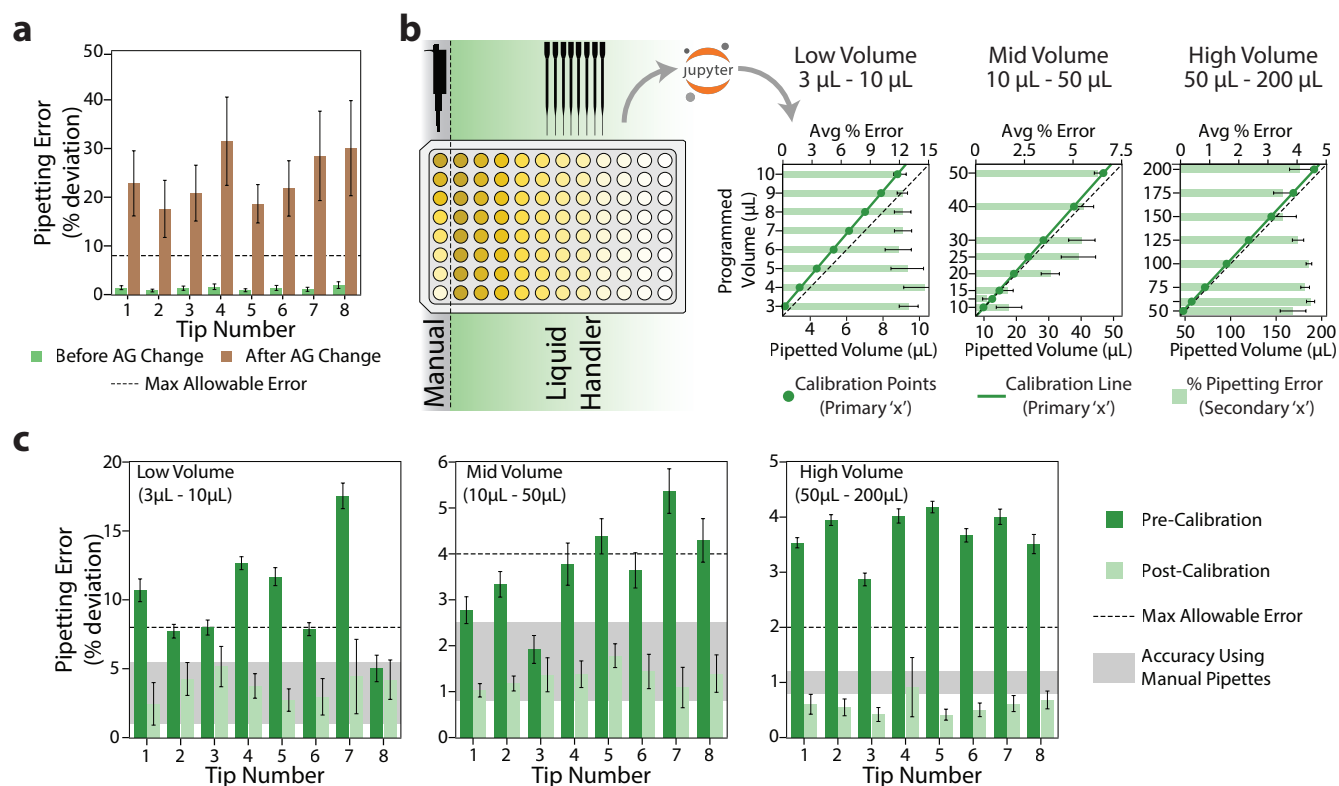 a
50
40
30
20
10
0
Pipetting Error
(% deviation)
1 2 3 4 5 6 7 8
Tip Number
Before AG Change After AG Change
Max Allowable Error
b
Manual
Liquid
Handler
jupyter
Low Volume
3 µL - 10 µL
Avg % Error
0 3 6 9 12 15
Programmed
Volume (µL)
10
9
8
7
6
5
4
3
4 6 8 10
Pipetted Volume (µL)
Mid Volume
10 µL - 50 µL
Avg % Error
0 2.5 5 7.5
50
40
30
25
20
15
10
10 20 30 40 50
Pipetted Volume (µL)
High Volume
50 µL - 200 µL
Avg % Error
0 1 2 3 4 5
200
175
150
125
100
75
50
50 100 150 200
Pipetted Volume (µL)
Calibration Points
(Primary 'x')
Calibration Line
(Primary 'x')
% Pipetting Error
(Secondary 'x')
c
Pipetting Error
(% deviation)
20
15
10
5
0
Low Volume
(3µL - 10µL)
1 2 3 4 5 6 7 8
Tip Number
6
5
4
3
2
1
0
Mid Volume
(10µL - 50µL)
1 2 3 4 5 6 7 8
Tip Number
5
4
3
2
1
0
High Volume
(50µL - 200µL)
1 2 3 4 5 6 7 8
Tip Number
Pre-Calibration
Post-Calibration
Max Allowable Error
Accuracy Using
Manual Pipettes